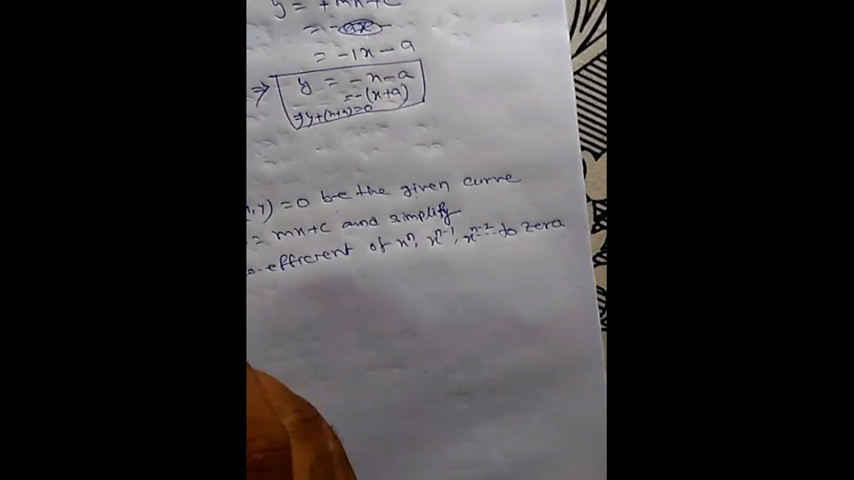 y = +mx+c
= -
= -1x - a
⇒ y = -x-a
= -(x+a)
⇒ y+(x+a)=0
,y) = 0 be the given curve
= mx+c and simplify
efficient of xⁿ, xⁿ⁻¹, xⁿ⁻² .. to zero